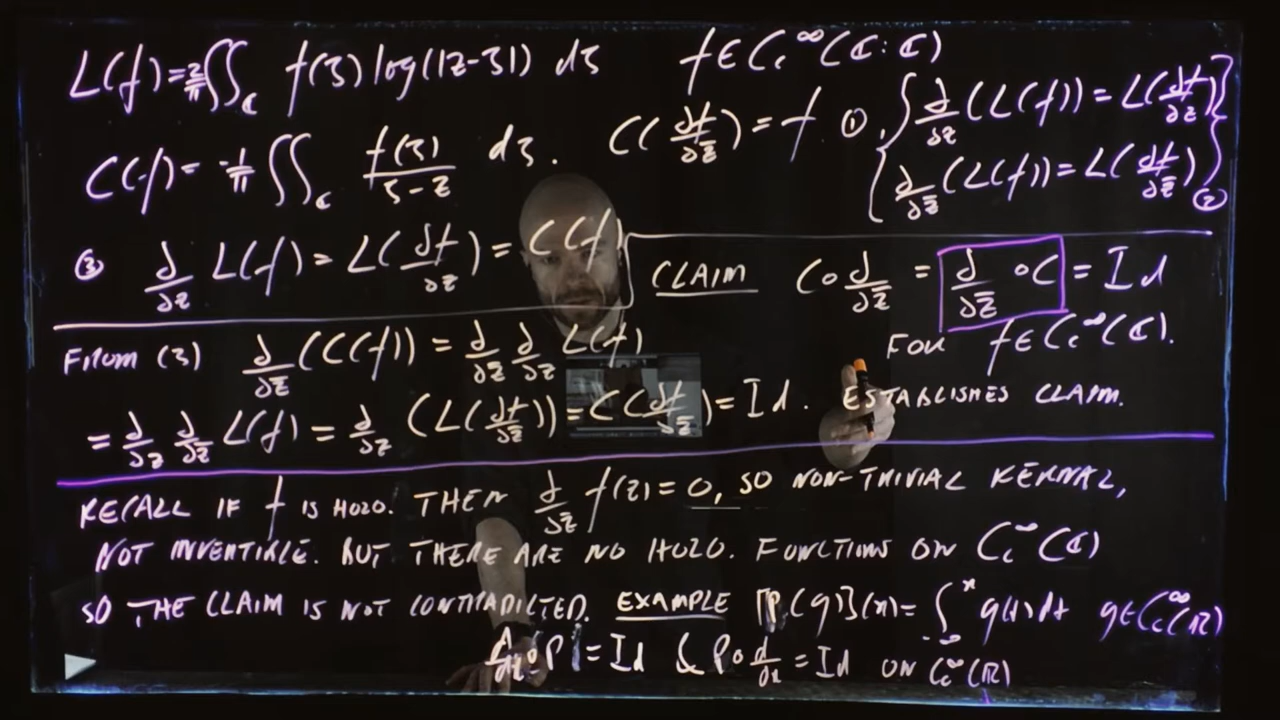 L(f) = 2/π ∬_ℂ f(ζ) log(|z-ζ|) dζ f ∈ C_c^∞(ℂ:ℂ)
C(f) = -1/π ∬_ℂ f(ζ)/(ζ-z) dζ. C(∂f/∂z̄) = f ① { ∂/∂z (L(f)) = L(∂f/∂z)
∂/∂z̄ (L(f)) = L(∂f/∂z̄) } ②
③ ∂/∂z L(f) = L(∂f/∂z) = C(f)
CLAIM C∘∂/∂z̄ = ∂/∂z̄ ∘C = Id
FOR f ∈ C_c^∞(ℂ).
FROM (3) ∂/∂z̄ (C(f)) = ∂/∂z̄ ∂/∂z L(f)
= ∂/∂z ∂/∂z̄ L(f) = ∂/∂z (L(∂f/∂z̄)) = C(∂f/∂z̄) = Id. ESTABLISHES CLAIM.
RECALL IF f IS HOLO. THEN ∂/∂z̄ f(z) = 0, SO NON-TRIVIAL KERNAL,
NOT INVERTIBLE. BUT THERE ARE NO HOLO. FUNCTIONS ON C_c^∞(ℂ)
SO THE CLAIM IS NOT CONTRADICTED. EXAMPLE [P(g)](x) = ∫_{-∞}^x g(t)dt g∈C_c^∞(ℝ)
d/dx ∘ P = Id & P∘d/dx = Id ON C_c^∞(ℝ)